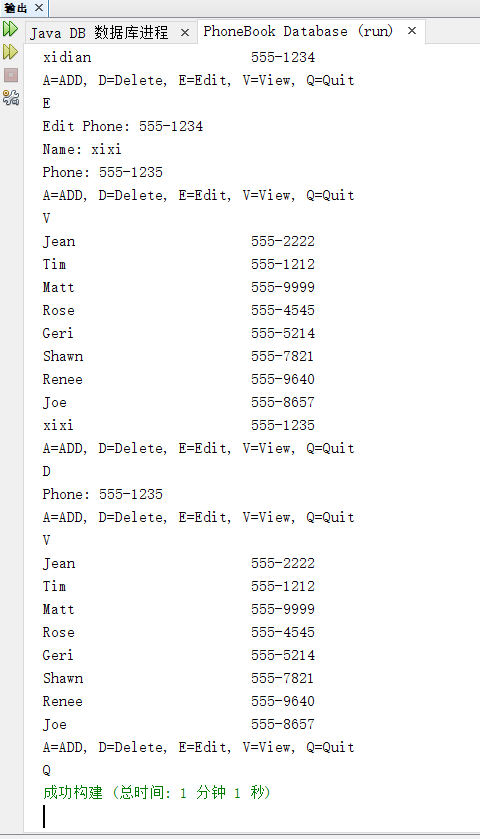 输出
Java DB 数据库进程 PhoneBook Database (run)
xidian 555-1234
A=ADD, D=Delete, E=Edit, V=View, Q=Quit
E
Edit Phone: 555-1234
Name: xixi
Phone: 555-1235
A=ADD, D=Delete, E=Edit, V=View, Q=Quit
V
Jean 555-2222
Tim 555-1212
Matt 555-9999
Rose 555-4545
Geri 555-5214
Shawn 555-7821
Renee 555-9640
Joe 555-8657
xixi 555-1235
A=ADD, D=Delete, E=Edit, V=View, Q=Quit
D
Phone: 555-1235
A=ADD, D=Delete, E=Edit, V=View, Q=Quit
V
Jean 555-2222
Tim 555-1212
Matt 555-9999
Rose 555-4545
Geri 555-5214
Shawn 555-7821
Renee 555-9640
Joe 555-8657
A=ADD, D=Delete, E=Edit, V=View, Q=Quit
Q
成功构建 (总时间: 1 分钟 1 秒)